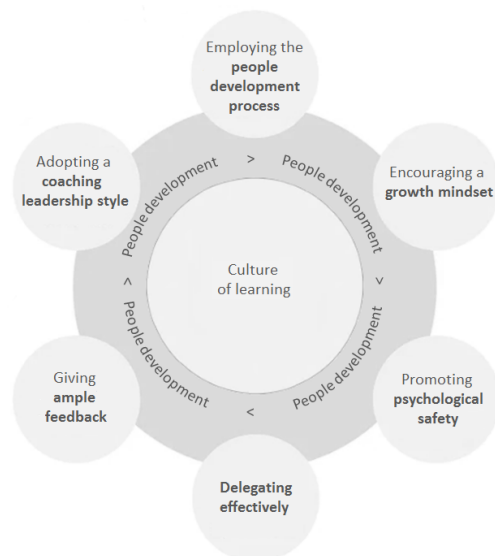 Employing the
people
development
process
Encouraging a
growth mindset
Promoting
psychological
safety
Delegating
effectively
Giving
ample
feedback
Adopting a
coaching
leadership style
People development
>
People development
>
People development
<
People development
>
People development
>
Culture
of learning